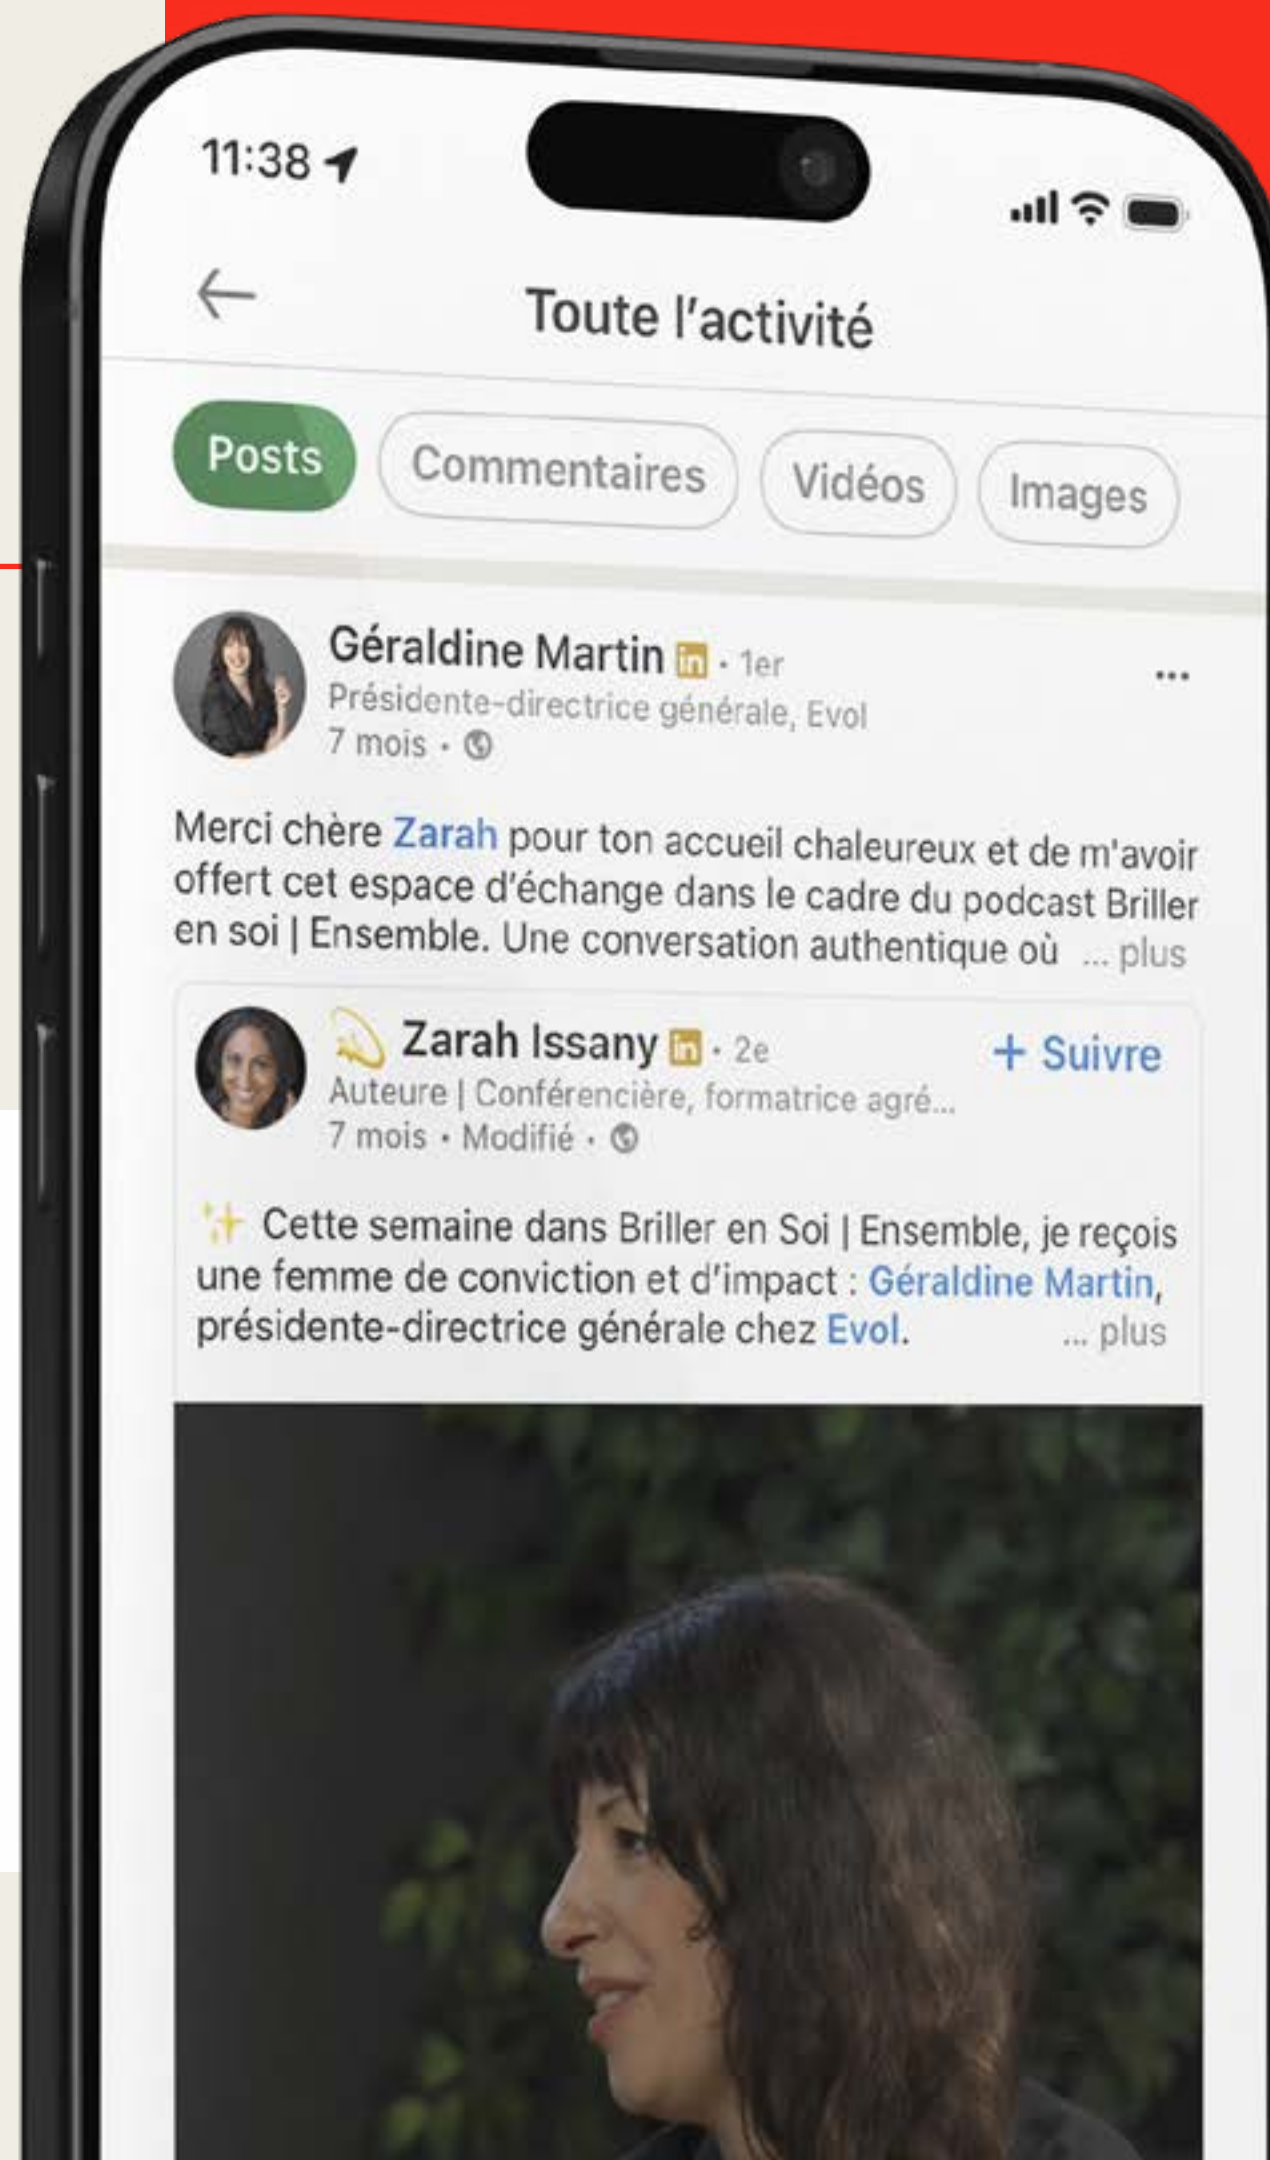 11:38
Toute l'activité
Posts Commentaires Vidéos Images
Géraldine Martin in • 1er
Présidente-directrice générale, Evol
7 mois •
Merci chère Zarah pour ton accueil chaleureux et de m'avoir
offert cet espace d'échange dans le cadre du podcast Briller
en soi | Ensemble. Une conversation authentique où ... plus
Zarah Issany in • 2e
+ Suivre
Auteure | Conférencière, formatrice agré...
7 mois • Modifié •
Cette semaine dans Briller en Soi | Ensemble, je reçois
une femme de conviction et d'impact : Géraldine Martin,
présidente-directrice générale chez Evol. ... plus